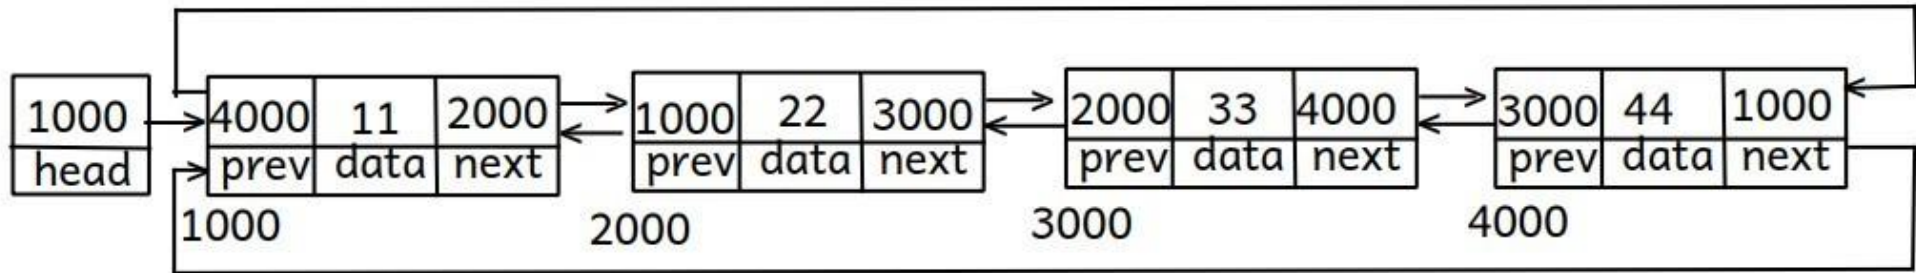 1000 4000 11 2000 1000 22 3000 2000 33 4000 3000 44 1000
head prev data next prev data next prev data next prev data next
1000 2000 3000 4000